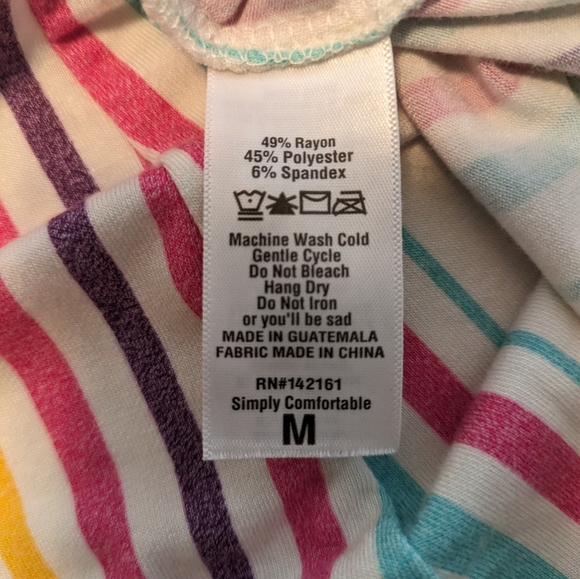 49% Rayon
45% Polyester
6% Spandex
Machine Wash Cold
Gentle Cycle
Do Not Bleach
Hang Dry
Do Not Iron
or you'll be sad
MADE IN GUATEMALA
FABRIC MADE IN CHINA
RN#142161
Simply Comfortable
M